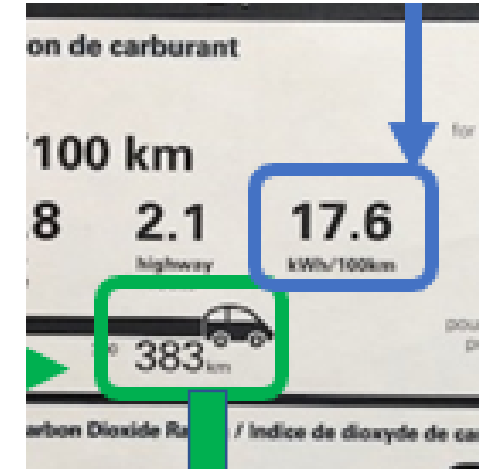 on de carburant
for
/100 km
.8 2.1 17.6
highway kWh/100km
383 km
pou
arbon Dioxide Ra / Indice de dioxyde de ca